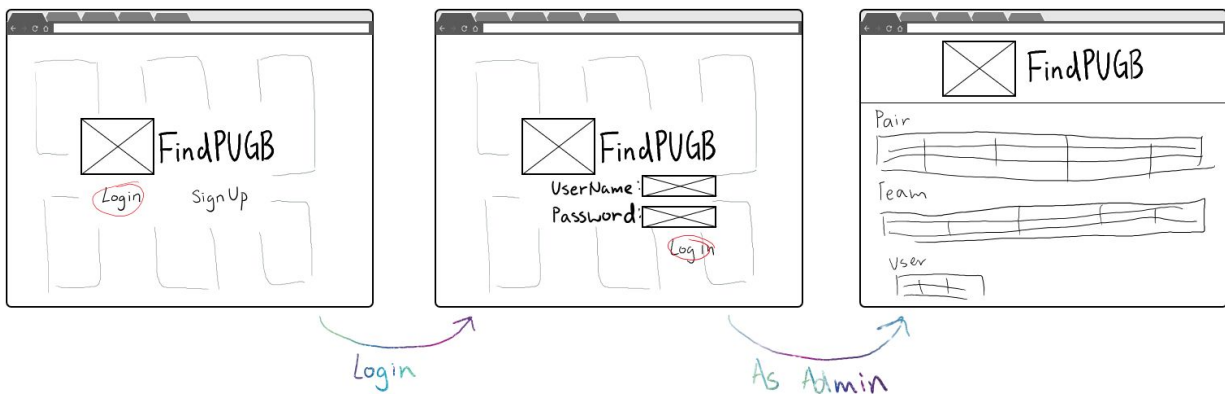 FindPUGB
Login SignUp
FindPUGB
UserName:
Password:
Log in
FindPUGB
Pair
Team
User
Login
As Admin